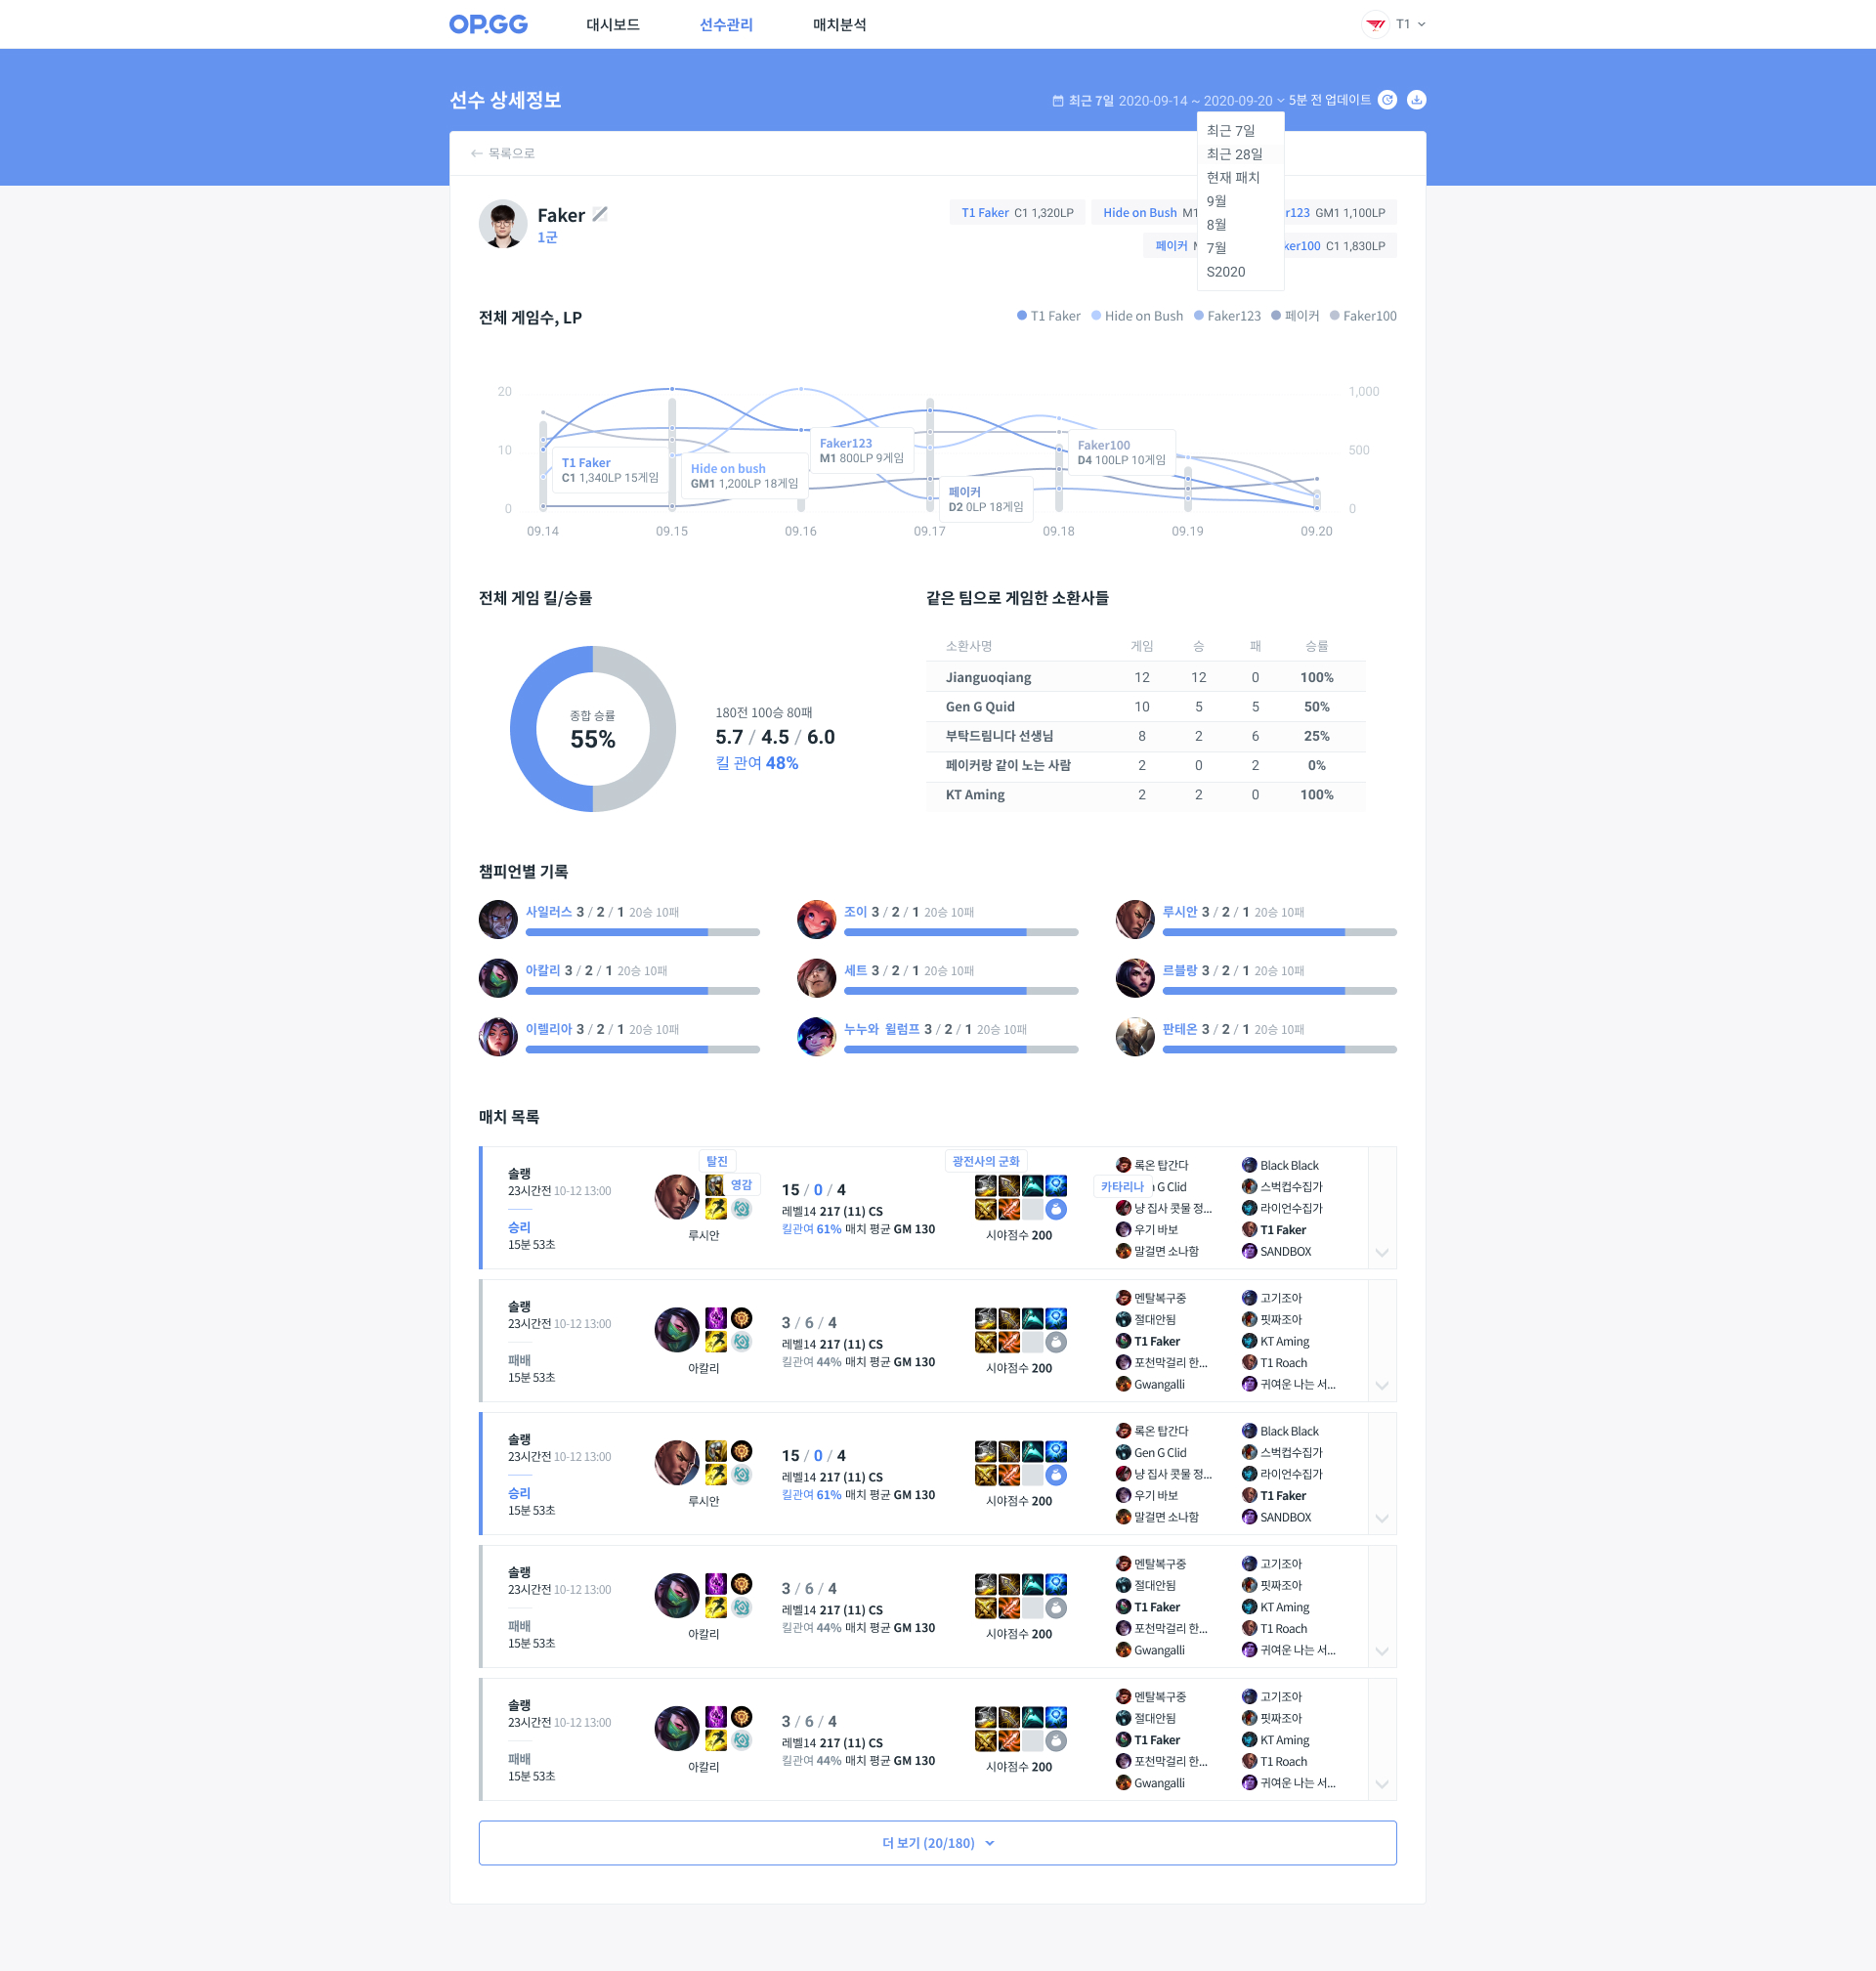 OP.GG 대시보드 선수관리 매치분석 T1
선수 상세정보
최근 7일 2020-09-14 ~ 2020-09-20 5분 전 업데이트
최근 7일
최근 28일
현재 패치
9월
8월
7월
S2020
목록으로
Faker
1군
T1 Faker C1 1,320LP
Hide on Bush M1
r123 GM1 1,100LP
페이커
ker100 C1 1,830LP
전체 게임수, LP
T1 Faker Hide on Bush Faker123 페이커 Faker100
20 1,000
10 500
0 0
T1 Faker
C1 1,340LP 15게임
Hide on bush
GM1 1,200LP 18게임
Faker123
M1 800LP 9게임
페이커
D2 0LP 18게임
Faker100
D4 100LP 10게임
09.14 09.15 09.16 09.17 09.18 09.19 09.20
전체 게임 킬/승률
종합 승률
55%
180전 100승 80패
5.7 / 4.5 / 6.0
킬 관여 48%
같은 팀으로 게임한 소환사들
소환사명 게임 승 패 승률
Jianguoqiang 12 12 0 100%
Gen G Quid 10 5 5 50%
부탁드림니다 선생님 8 2 6 25%
페이커랑 같이 노는 사람 2 0 2 0%
KT Aming 2 2 0 100%
챔피언별 기록
사일러스 3 / 2 / 1 20승 10패
조이 3 / 2 / 1 20승 10패
루시안 3 / 2 / 1 20승 10패
아칼리 3 / 2 / 1 20승 10패
세트 3 / 2 / 1 20승 10패
르블랑 3 / 2 / 1 20승 10패
이렐리아 3 / 2 / 1 20승 10패
누누와 윌럼프 3 / 2 / 1 20승 10패
판테온 3 / 2 / 1 20승 10패
매치 목록
솔랭
23시간전 10-12 13:00
승리
15분 53초
탈진
영감
루시안
15 / 0 / 4
레벨14 217 (11) CS
킬관여 61% 매치 평균 GM 130
광전사의 군화
시야점수 200
카타리나
록온 탑간다
G Clid
냥 집사 콧물 정...
우기 바보
말걸면 소나함
Black Black
스벅컵수집가
라이언수집가
T1 Faker
SANDBOX
솔랭
23시간전 10-12 13:00
패배
15분 53초
아칼리
3 / 6 / 4
레벨14 217 (11) CS
킬관여 44% 매치 평균 GM 130
시야점수 200
멘탈복구중
절대안됨
T1 Faker
포천막걸리 한...
Gwangalli
고기조아
핏짜조아
KT Aming
T1 Roach
귀여운 나는 서...
솔랭
23시간전 10-12 13:00
승리
15분 53초
루시안
15 / 0 / 4
레벨14 217 (11) CS
킬관여 61% 매치 평균 GM 130
시야점수 200
록온 탑간다
Gen G Clid
냥 집사 콧물 정...
우기 바보
말걸면 소나함
Black Black
스벅컵수집가
라이언수집가
T1 Faker
SANDBOX
솔랭
23시간전 10-12 13:00
패배
15분 53초
아칼리
3 / 6 / 4
레벨14 217 (11) CS
킬관여 44% 매치 평균 GM 130
시야점수 200
멘탈복구중
절대안됨
T1 Faker
포천막걸리 한...
Gwangalli
고기조아
핏짜조아
KT Aming
T1 Roach
귀여운 나는 서...
솔랭
23시간전 10-12 13:00
패배
15분 53초
아칼리
3 / 6 / 4
레벨14 217 (11) CS
킬관여 44% 매치 평균 GM 130
시야점수 200
멘탈복구중
절대안됨
T1 Faker
포천막걸리 한...
Gwangalli
고기조아
핏짜조아
KT Aming
T1 Roach
귀여운 나는 서...
더 보기 (20/180)